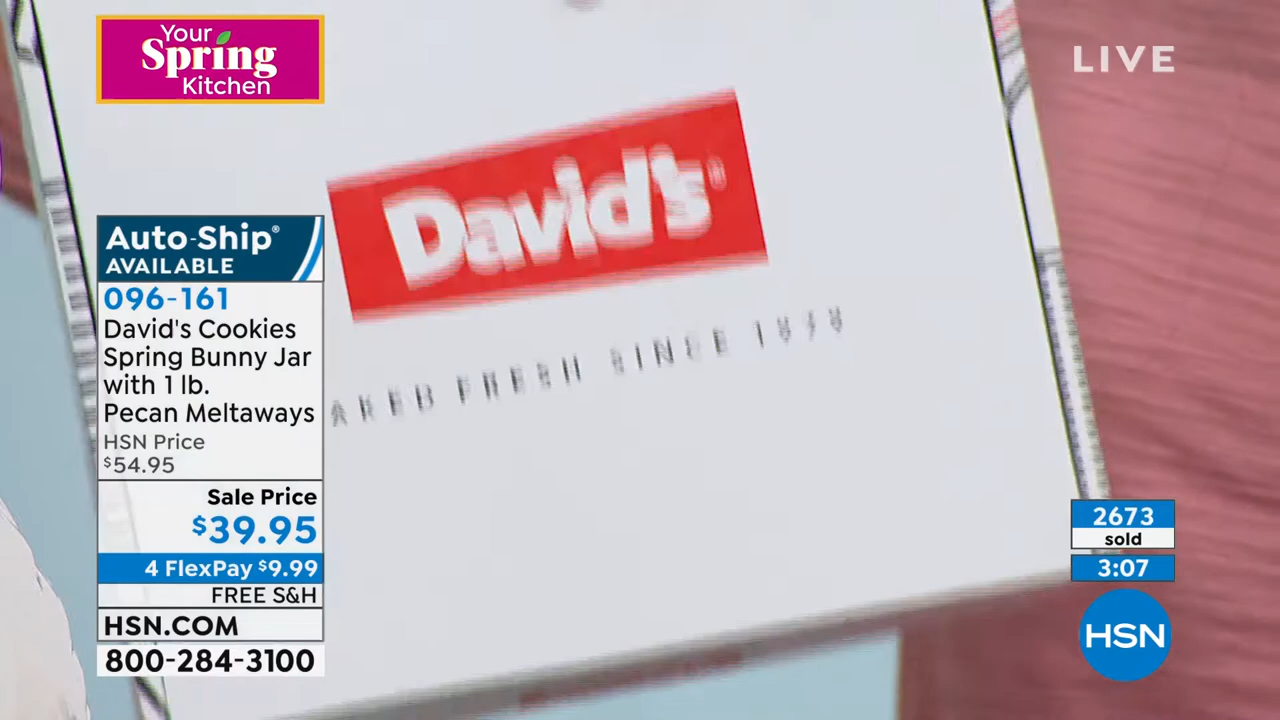 Your
Spring
Kitchen
LIVE
David's®
FRESH SINCE
Auto-Ship®
AVAILABLE
096-161
David's Cookies
Spring Bunny Jar
with 1 lb.
Pecan Meltaways
HSN Price
$54.95
Sale Price
$39.95
4 FlexPay $9.99
FREE S&H
HSN.COM
800-284-3100
2673
sold
3:07
HSN